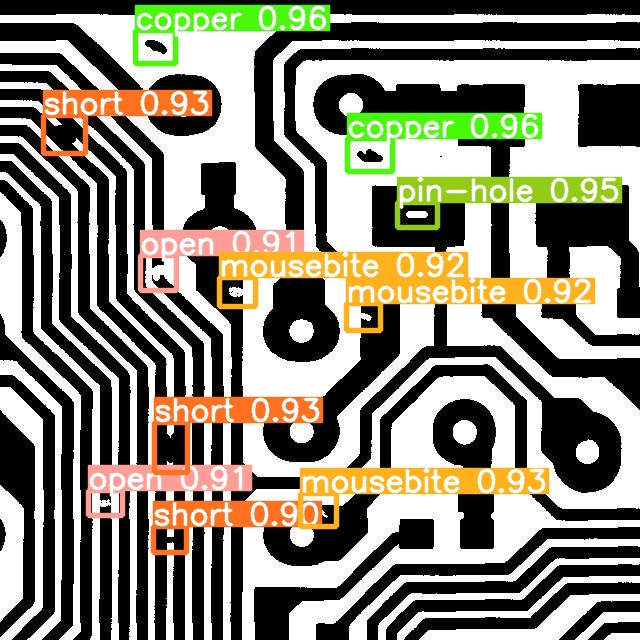 copper 0.96
short 0.93
copper 0.96
pin-hole 0.95
open 0.91
mousebite 0.92
mousebite 0.92
short 0.93
open 0.91
mousebite 0.93
short 0.90